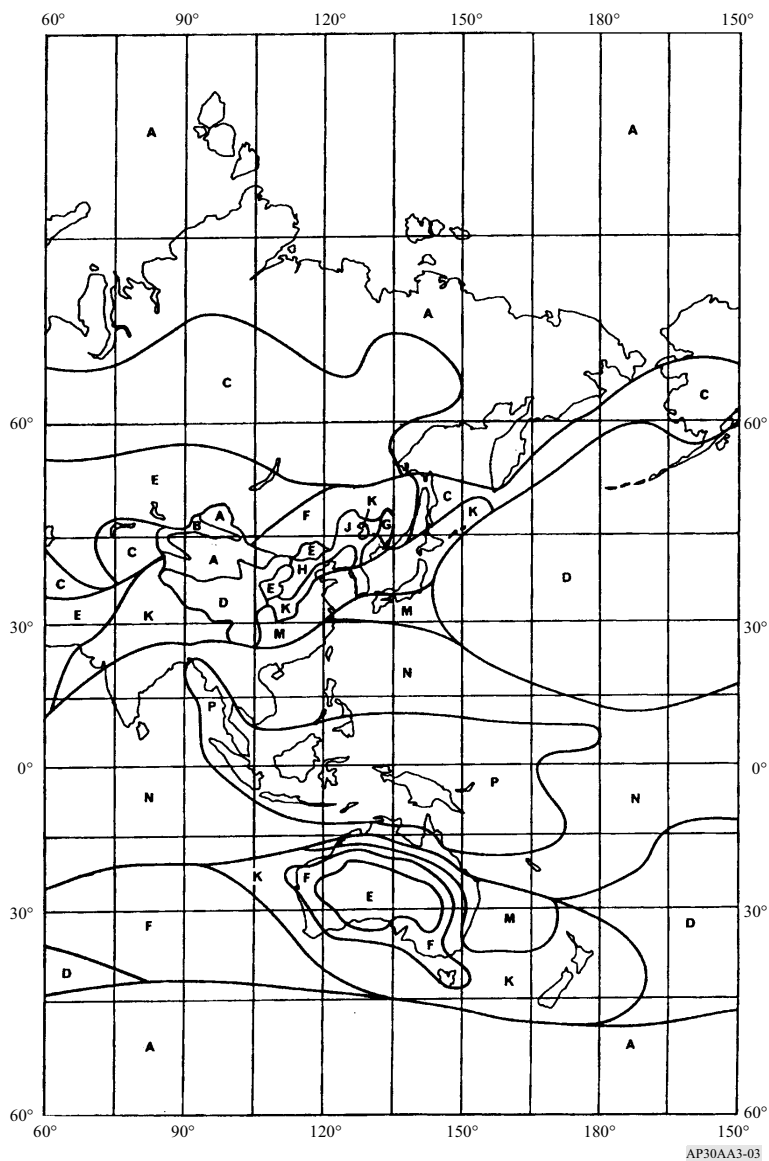 60° 90° 120° 150° 180° 150°
A A
A
C C
60° 60°
E A K C K
B F J G
C A E
C H
E D
D K D
E K M
M
30° 30°
N
P
0° P 0°
N N
K F E
30° M 30°
F D
F
D K
A A
60° 60°
60° 90° 120° 150° 180° 150°
AP30AA3-03